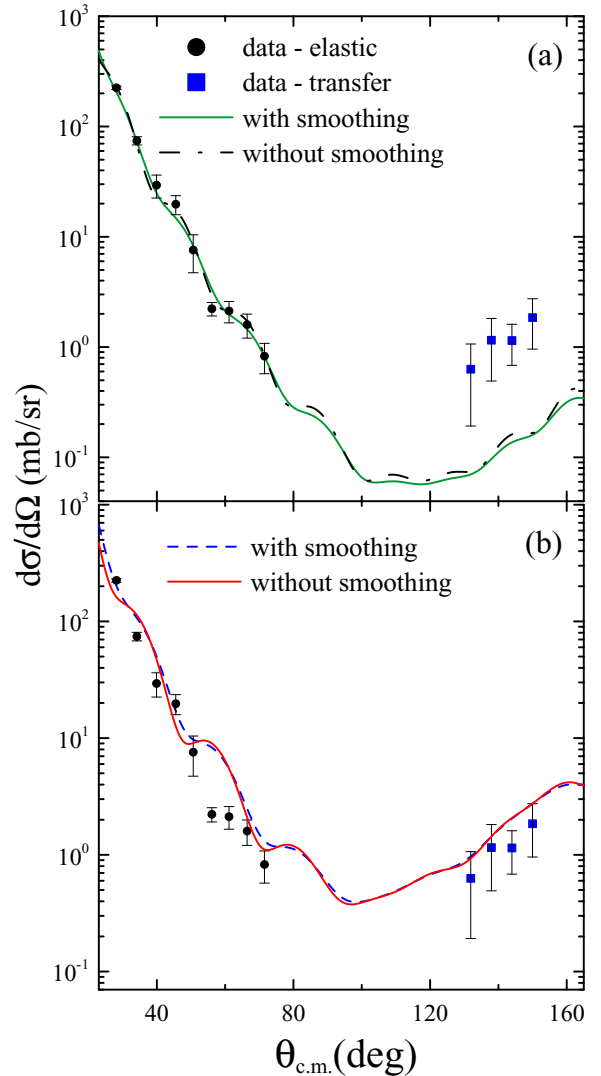 (a)
data - elastic
data - transfer
with smoothing
without smoothing
10³
10²
10¹
10⁰
10⁻¹
dσ/dΩ (mb/sr)
(b)
with smoothing
without smoothing
10³
10²
10¹
10⁰
10⁻¹
40 80 120 160
θc.m.(deg)